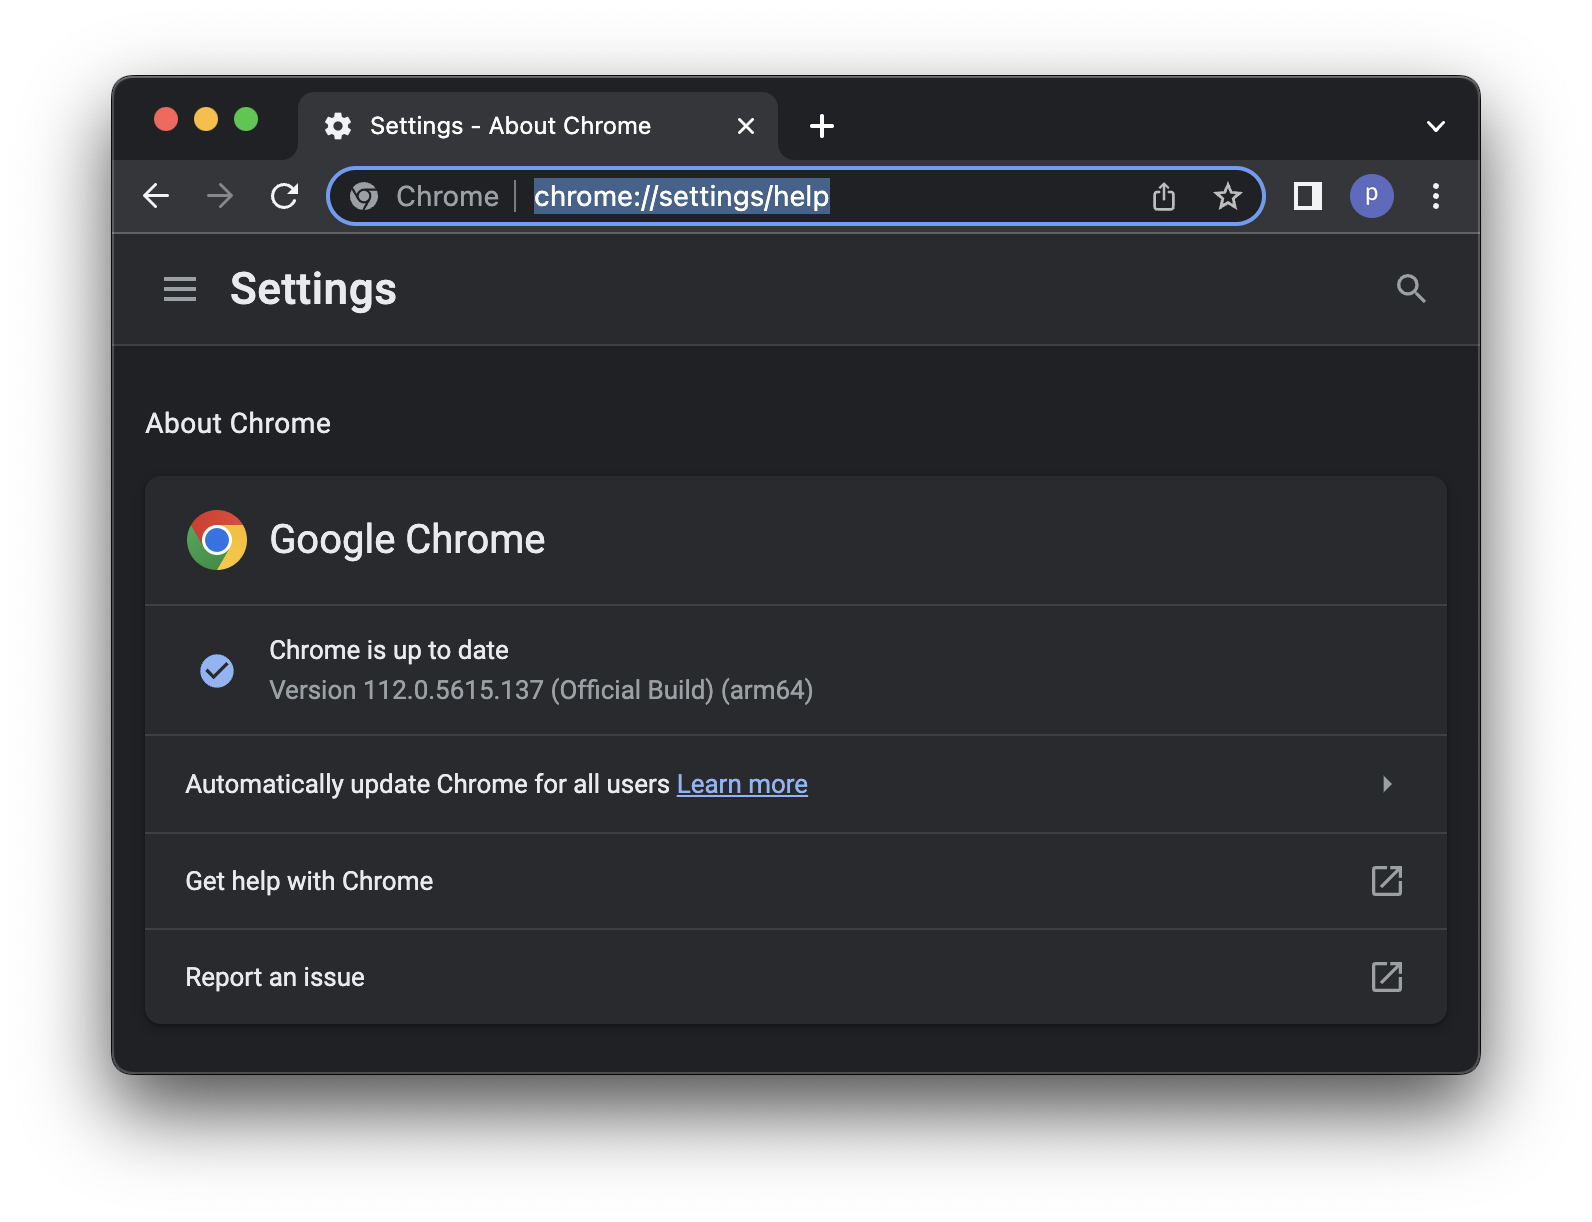 Settings - About Chrome
Chrome
chrome://settings/help
p
Settings
About Chrome
Google Chrome
Chrome is up to date
Version 112.0.5615.137 (Official Build) (arm64)
Automatically update Chrome for all users Learn more
Get help with Chrome
Report an issue